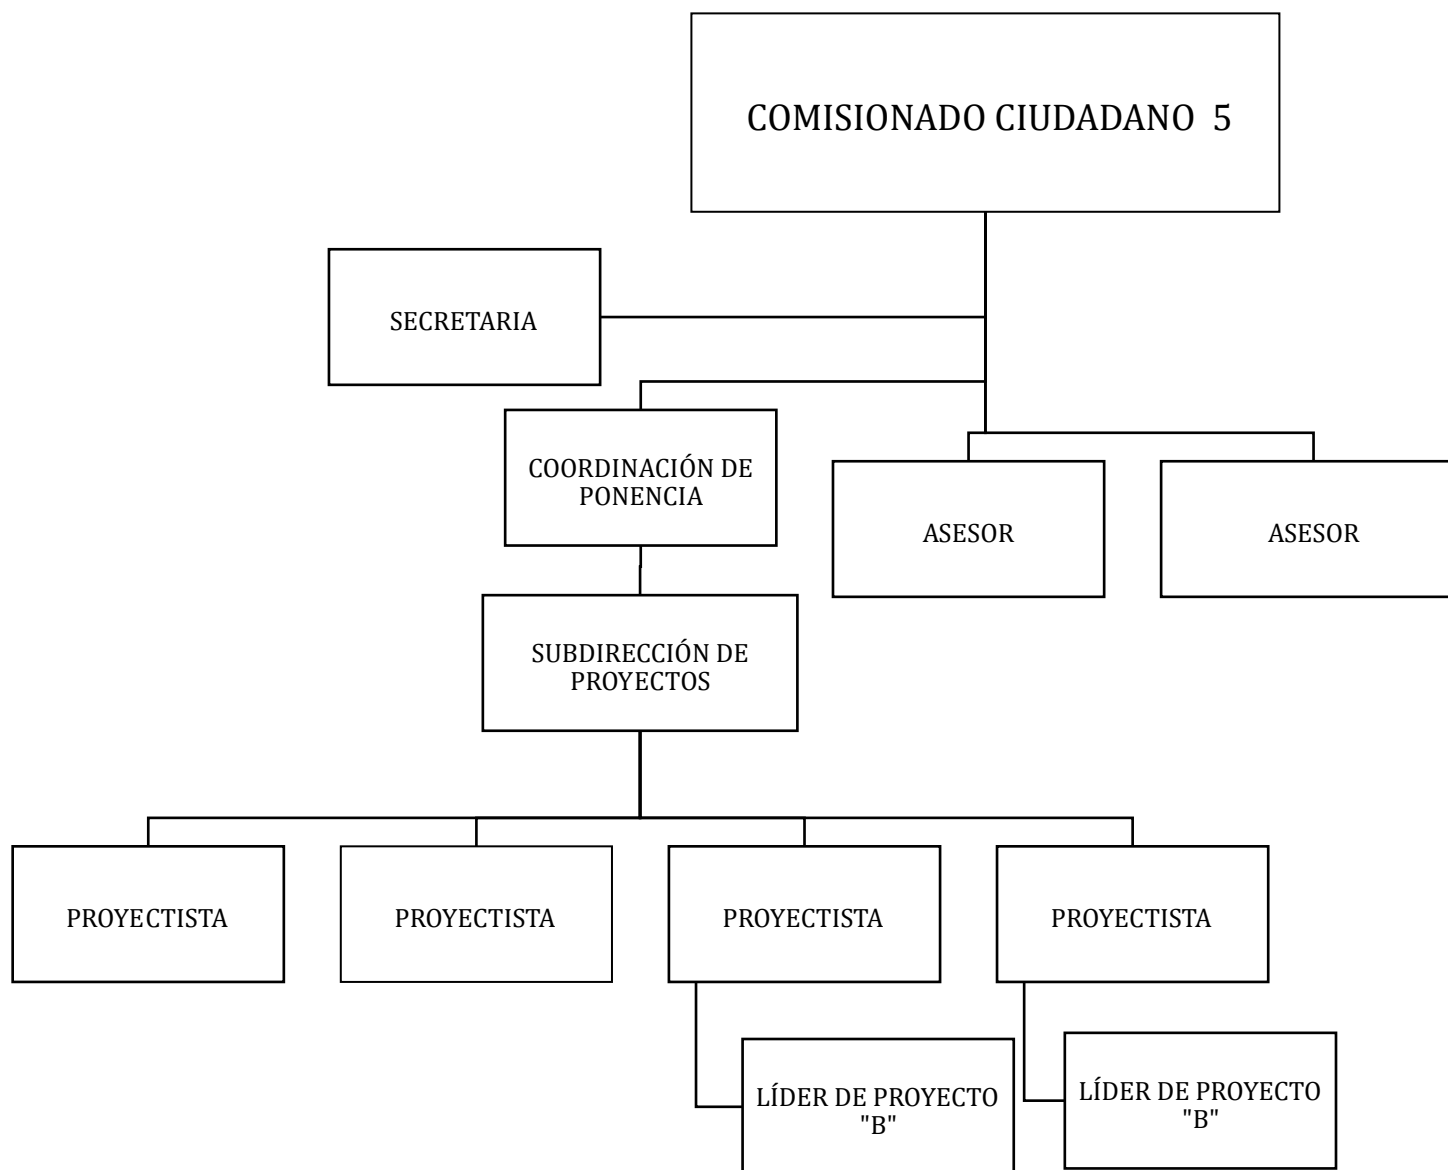 COMISIONADO CIUDADANO 5
SECRETARIA
COORDINACIÓN DE
PONENCIA
ASESOR
ASESOR
SUBDIRECCIÓN DE
PROYECTOS
PROYECTISTA
PROYECTISTA
PROYECTISTA
PROYECTISTA
LÍDER DE PROYECTO
"B"
LÍDER DE PROYECTO
"B"